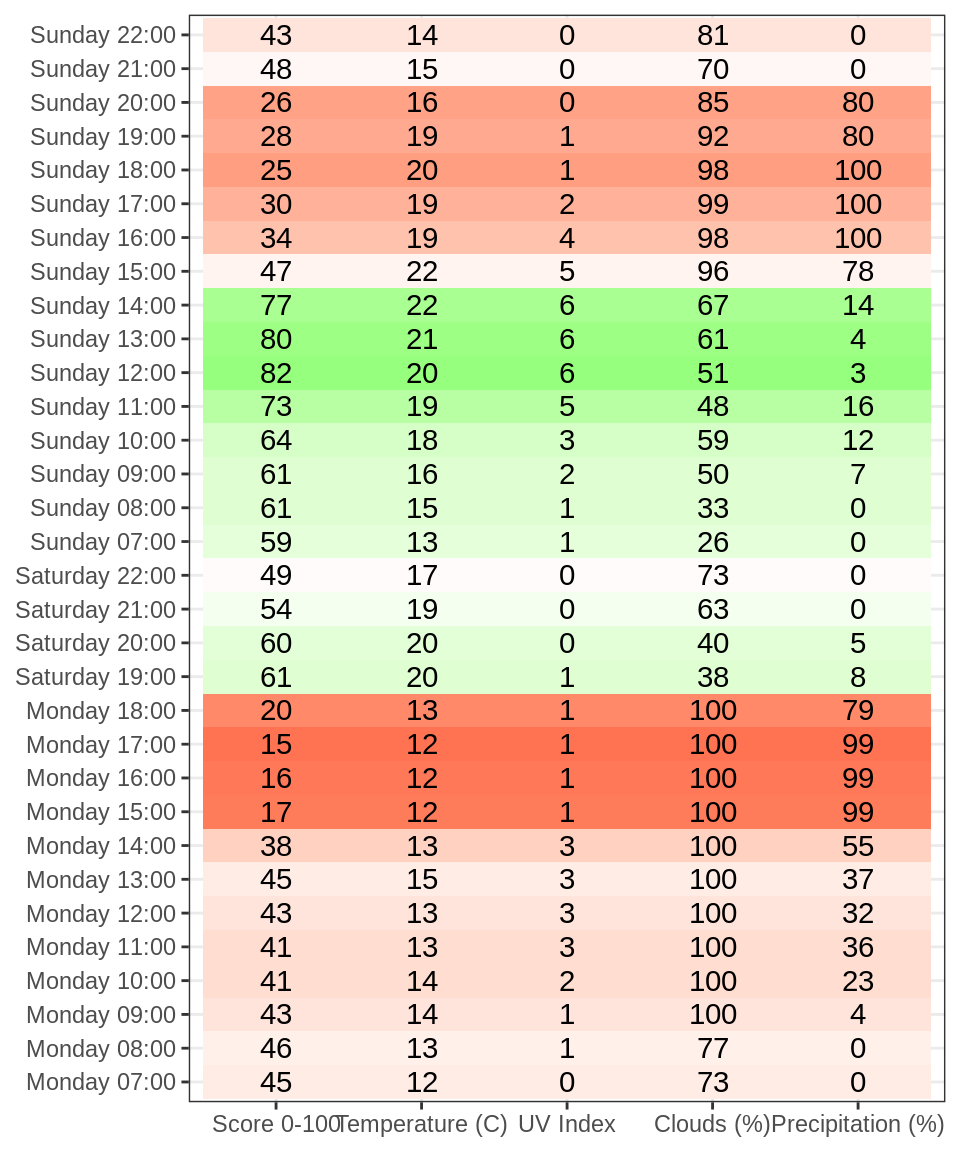 Sunday 22:00 43 14 0 81 0
Sunday 21:00 48 15 0 70 0
Sunday 20:00 26 16 0 85 80
Sunday 19:00 28 19 1 92 80
Sunday 18:00 25 20 1 98 100
Sunday 17:00 30 19 2 99 100
Sunday 16:00 34 19 4 98 100
Sunday 15:00 47 22 5 96 78
Sunday 14:00 77 22 6 67 14
Sunday 13:00 80 21 6 61 4
Sunday 12:00 82 20 6 51 3
Sunday 11:00 73 19 5 48 16
Sunday 10:00 64 18 3 59 12
Sunday 09:00 61 16 2 50 7
Sunday 08:00 61 15 1 33 0
Sunday 07:00 59 13 1 26 0
Saturday 22:00 49 17 0 73 0
Saturday 21:00 54 19 0 63 0
Saturday 20:00 60 20 0 40 5
Saturday 19:00 61 20 1 38 8
Monday 18:00 20 13 1 100 79
Monday 17:00 15 12 1 100 99
Monday 16:00 16 12 1 100 99
Monday 15:00 17 12 1 100 99
Monday 14:00 38 13 3 100 55
Monday 13:00 45 15 3 100 37
Monday 12:00 43 13 3 100 32
Monday 11:00 41 13 3 100 36
Monday 10:00 41 14 2 100 23
Monday 09:00 43 14 1 100 4
Monday 08:00 46 13 1 77 0
Monday 07:00 45 12 0 73 0
Score 0-100 Temperature (C) UV Index Clouds (%) Precipitation (%)